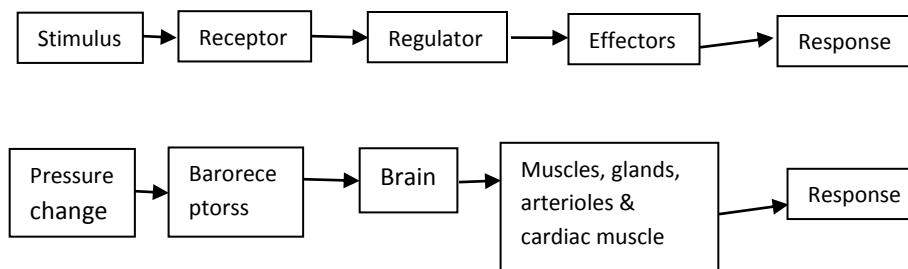 Stimulus
Receptor
Regulator
Effectors
Response
Pressure
change
Barorece
ptorss
Brain
Muscles, glands,
arterioles &
cardiac muscle
Response